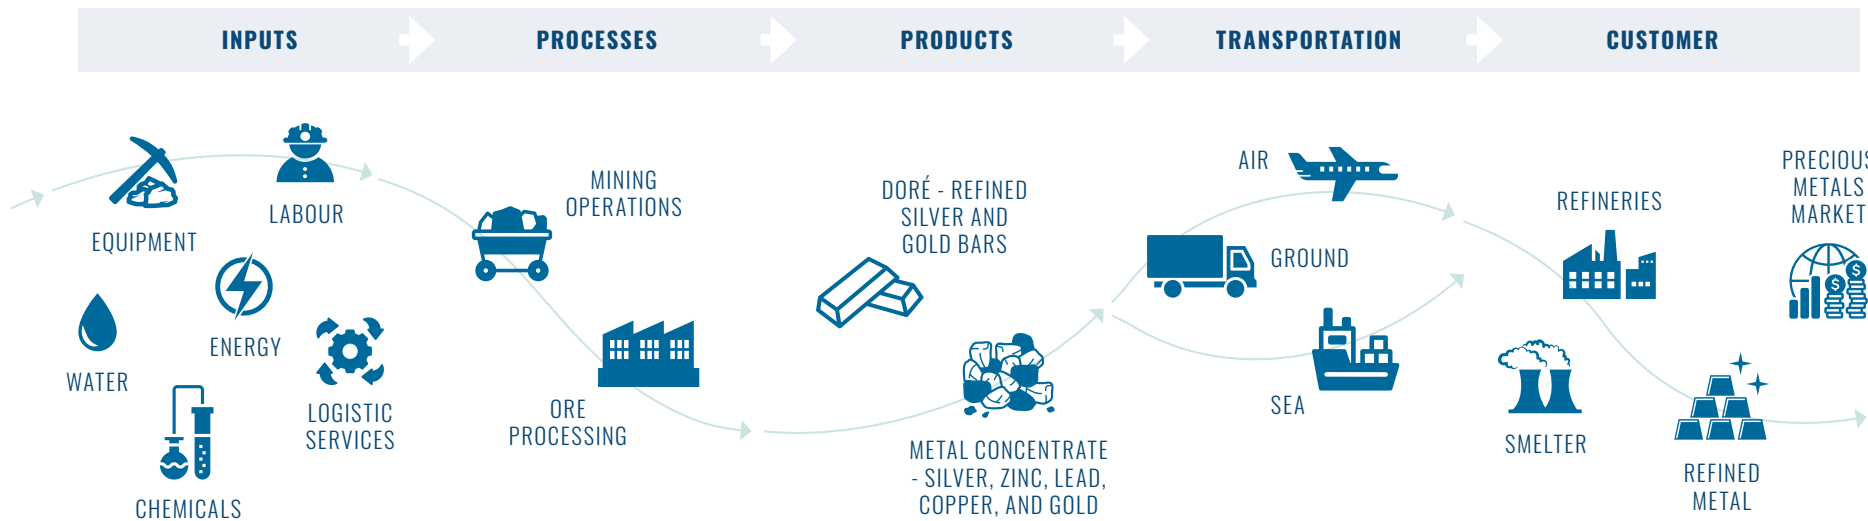 INPUTS
PROCESSES
PRODUCTS
TRANSPORTATION
CUSTOMER
EQUIPMENT
LABOUR
WATER
ENERGY
CHEMICALS
LOGISTIC
SERVICES
MINING
OPERATIONS
ORE
PROCESSING
DORÉ - REFINED
SILVER AND
GOLD BARS
METAL CONCENTRATE
- SILVER, ZINC, LEAD,
COPPER, AND GOLD
AIR
GROUND
SEA
REFINERIES
SMELTER
PRECIOUS
METALS
MARKET
$
$
REFINED
METAL